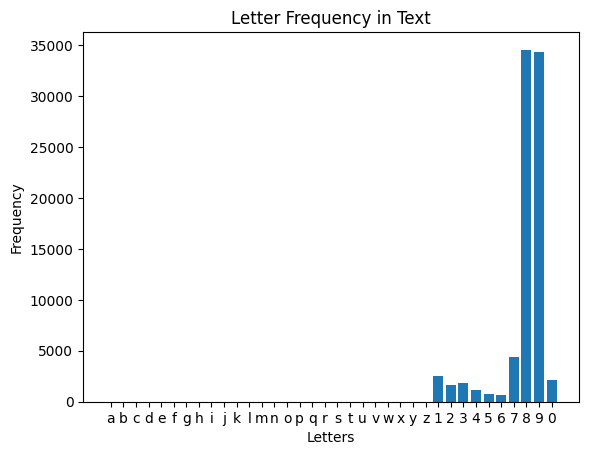 Letter Frequency in Text
Frequency
35000
30000
25000
20000
15000
10000
5000
0
a b c d e f g h i j k l m n o p q r s t u v w x y z 1 2 3 4 5 6 7 8 9 0
Letters